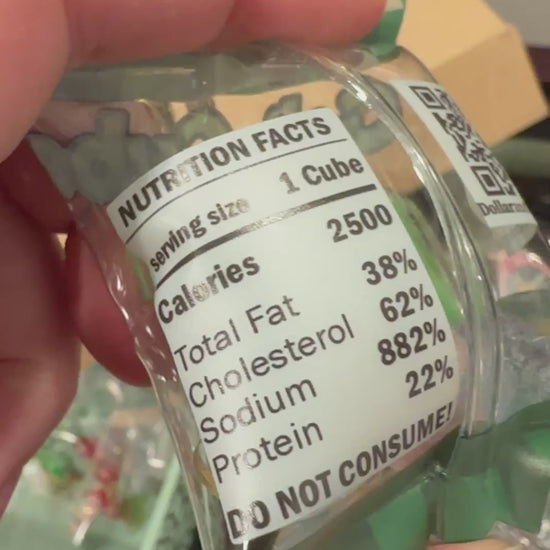 NUTRITION FACTS
serving size 1 Cube
Calories 2500
Total Fat 38%
Cholesterol 62%
Sodium 882%
Protein 22%
DO NOT CONSUME!